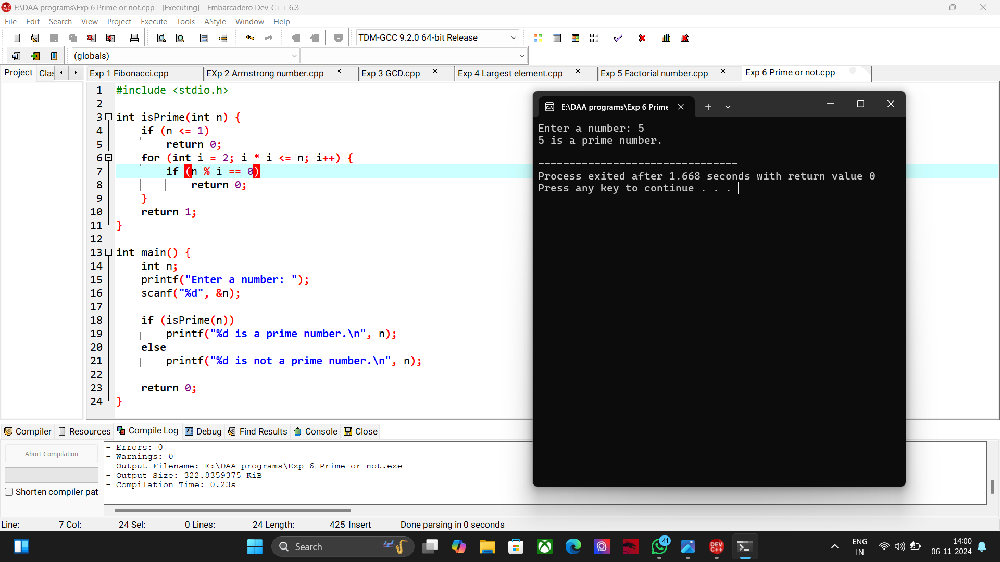 E:\DAA programs\Exp 6 Prime or not.cpp - [Executing] - Embarcadero Dev-C++ 6.3
File Edit Search View Project Execute Tools AStyle Window Help
TDM-GCC 9.2.0 64-bit Release
(globals)
Project Clas
Exp 1 Fibonacci.cpp EXp 2 Armstrong number.cpp Exp 3 GCD.cpp Exp 4 Largest element.cpp Exp 5 Factorial number.cpp Exp 6 Prime or not.cpp
1 #include <stdio.h>
2
3 int isPrime(int n) {
4 if (n <= 1)
5 return 0;
6 for (int i = 2; i * i <= n; i++) {
7 if (n % i == 0)
8 return 0;
9 }
10 return 1;
11 }
12
13 int main() {
14 int n;
15 printf("Enter a number: ");
16 scanf("%d", &n);
17
18 if (isPrime(n))
19 printf("%d is a prime number.\n", n);
20 else
21 printf("%d is not a prime number.\n", n);
22
23 return 0;
24 }
E:\DAA programs\Exp 6 Prime
Enter a number: 5
5 is a prime number.
--------------------------------
Process exited after 1.668 seconds with return value 0
Press any key to continue . . .
Compiler Resources Compile Log Debug Find Results Console Close
Abort Compilation
Shorten compiler pat
- Errors: 0
- Warnings: 0
- Output Filename: E:\DAA programs\Exp 6 Prime or not.exe
- Output Size: 322.8359375 KiB
- Compilation Time: 0.23s
Line: 7 Col: 24 Sel: 0 Lines: 24 Length: 425 Insert Done parsing in 0 seconds
Search
41
DEV C++
ENG
IN
14:00
06-11-2024